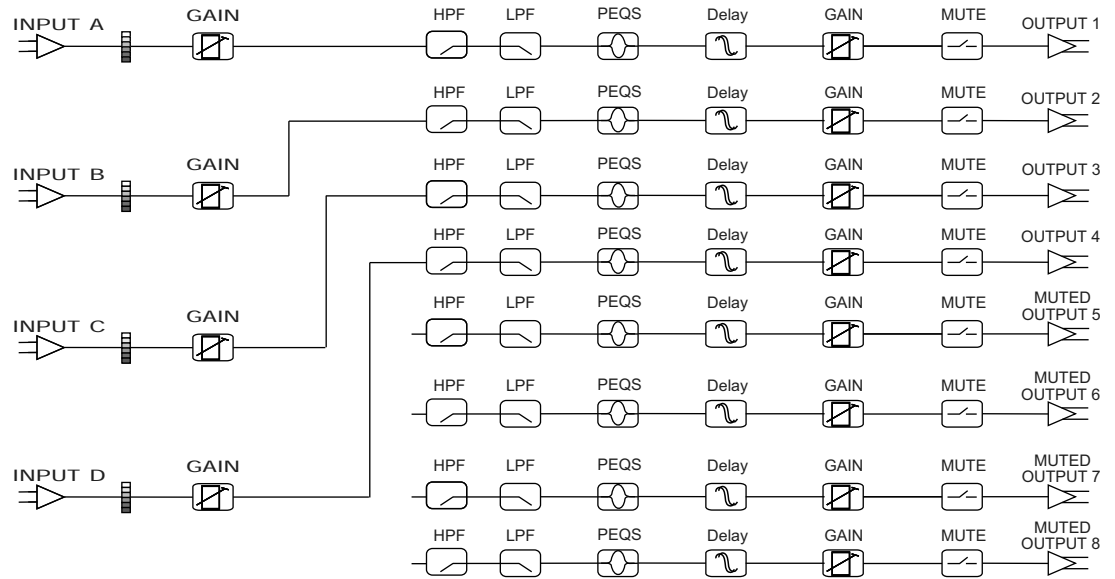 INPUT A GAIN HPF LPF PEQS Delay GAIN MUTE OUTPUT 1
HPF LPF PEQS Delay GAIN MUTE OUTPUT 2
INPUT B GAIN HPF LPF PEQS Delay GAIN MUTE OUTPUT 3
HPF LPF PEQS Delay GAIN MUTE OUTPUT 4
INPUT C GAIN HPF LPF PEQS Delay GAIN MUTE MUTED
OUTPUT 5
HPF LPF PEQS Delay GAIN MUTE MUTED
OUTPUT 6
INPUT D GAIN HPF LPF PEQS Delay GAIN MUTE MUTED
OUTPUT 7
HPF LPF PEQS Delay GAIN MUTE MUTED
OUTPUT 8